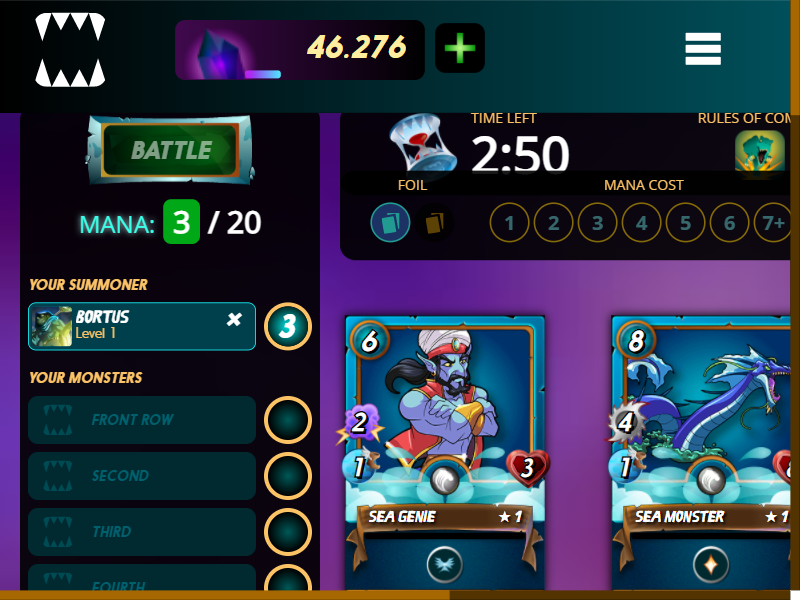 46.276
BATTLE
MANA: 3 / 20
YOUR SUMMONER
BORTUS
Level 1
3
YOUR MONSTERS
FRONT ROW
SECOND
THIRD
FOURTH
TIME LEFT
2:50
RULES OF COM
FOIL
MANA COST
1 2 3 4 5 6 7+
6
2
1
3
SEA GENIE ★ 1
8
4
1
SEA MONSTER ★ 1